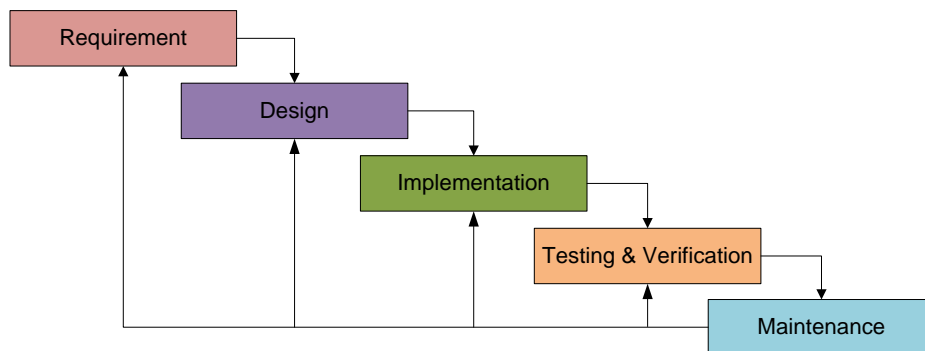 Requirement
Design
Implementation
Testing & Verification
Maintenance